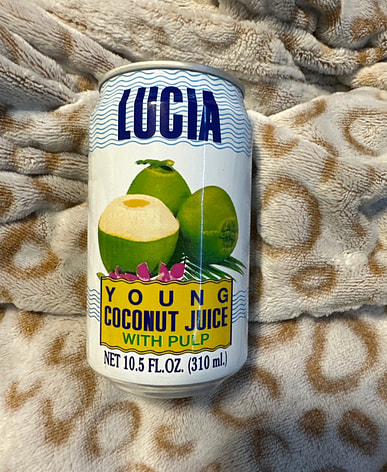 LUCIA
YOUNG
COCONUT JUICE
WITH PULP
NET 10.5 FL.OZ. (310 ml.)